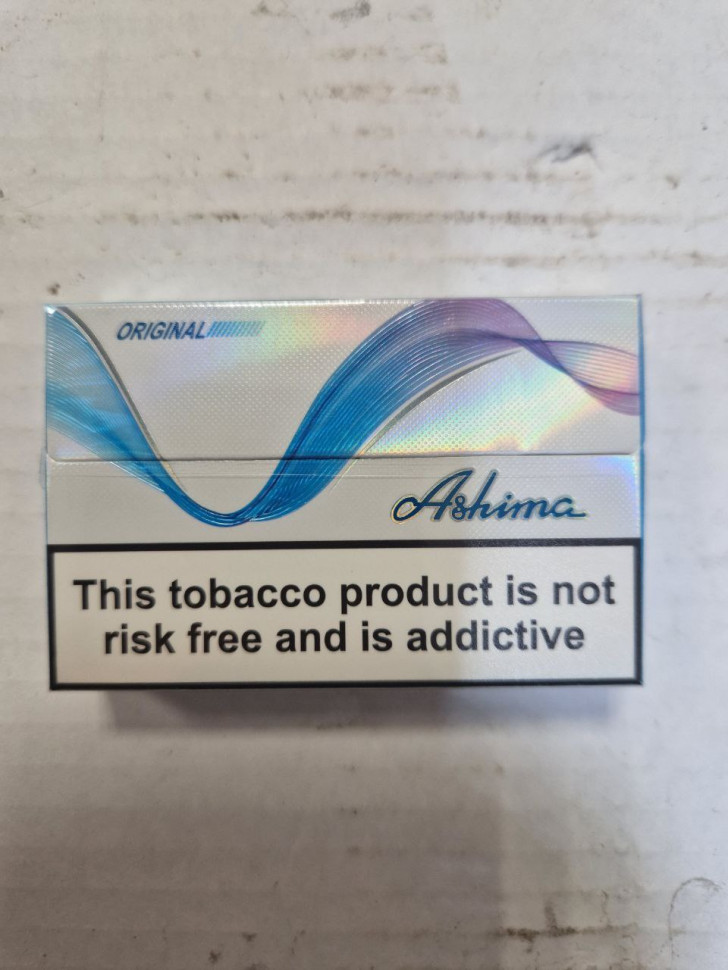 ORIGINAL
Ashima
This tobacco product is not
risk free and is addictive